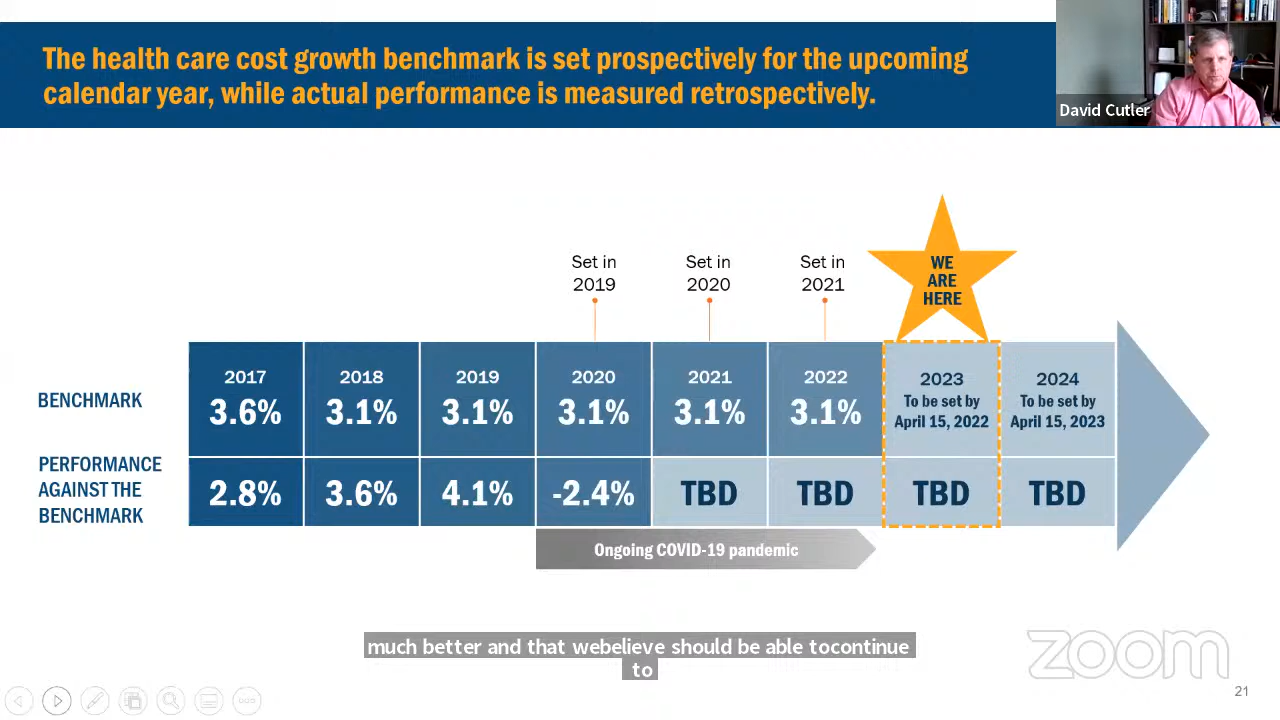 The health care cost growth benchmark is set prospectively for the upcoming
calendar year, while actual performance is measured retrospectively.
David Cutler
Set in
2019
Set in
2020
Set in
2021
WE
ARE
HERE
BENCHMARK
2017
3.6%
2018
3.1%
2019
3.1%
2020
3.1%
2021
3.1%
2022
3.1%
2023
To be set by
April 15, 2022
2024
To be set by
April 15, 2023
PERFORMANCE
AGAINST THE
BENCHMARK
2.8%
3.6%
4.1%
-2.4%
TBD
TBD
TBD
TBD
Ongoing COVID-19 pandemic
much better and that webelieve should be able tocontinue
to
zoom
21